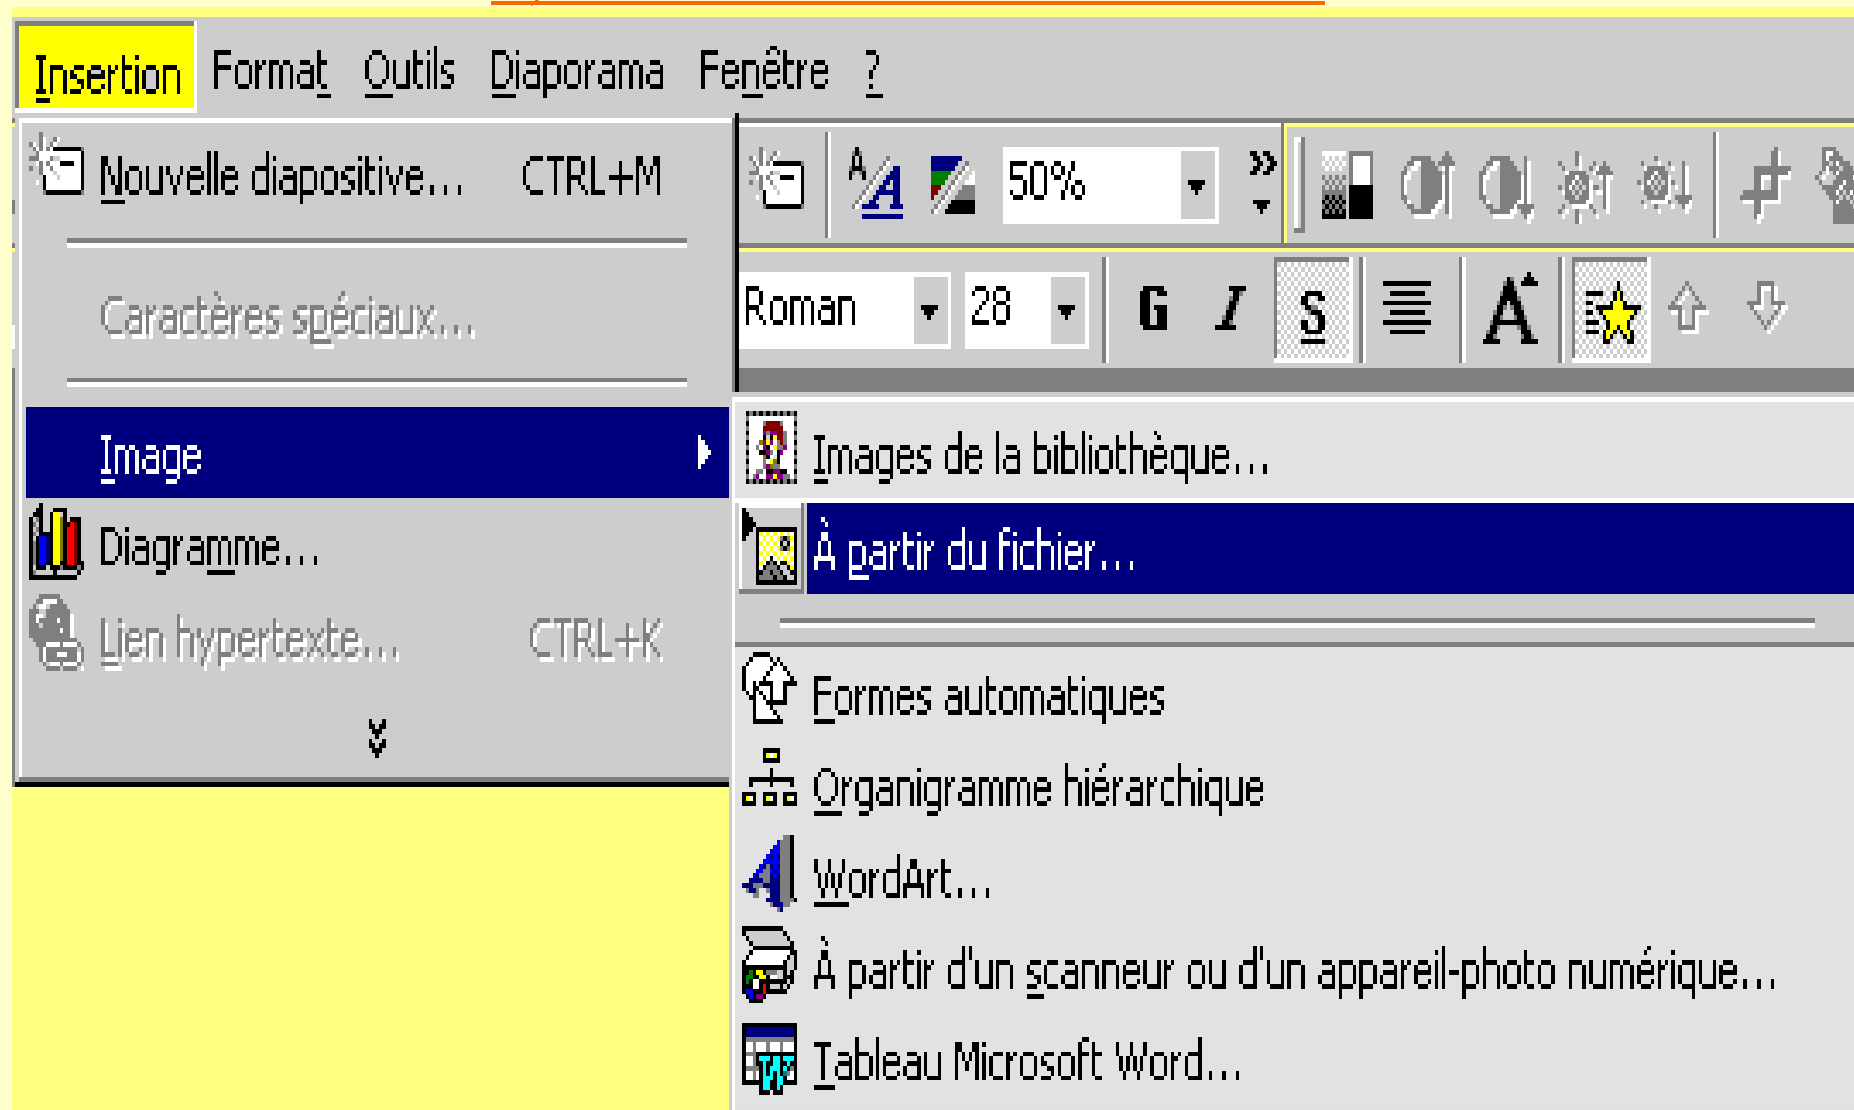 Insertion Format Outils Diaporama Fenêtre ?
Nouvelle diapositive... CTRL+M
50%
Caractères spéciaux...
Roman 28 G I S A
Image
Images de la bibliothèque...
Diagramme...
À partir du fichier...
Lien hypertexte... CTRL+K
Formes automatiques
Organigramme hiérarchique
WordArt...
À partir d'un scanneur ou d'un appareil-photo numérique...
Tableau Microsoft Word...